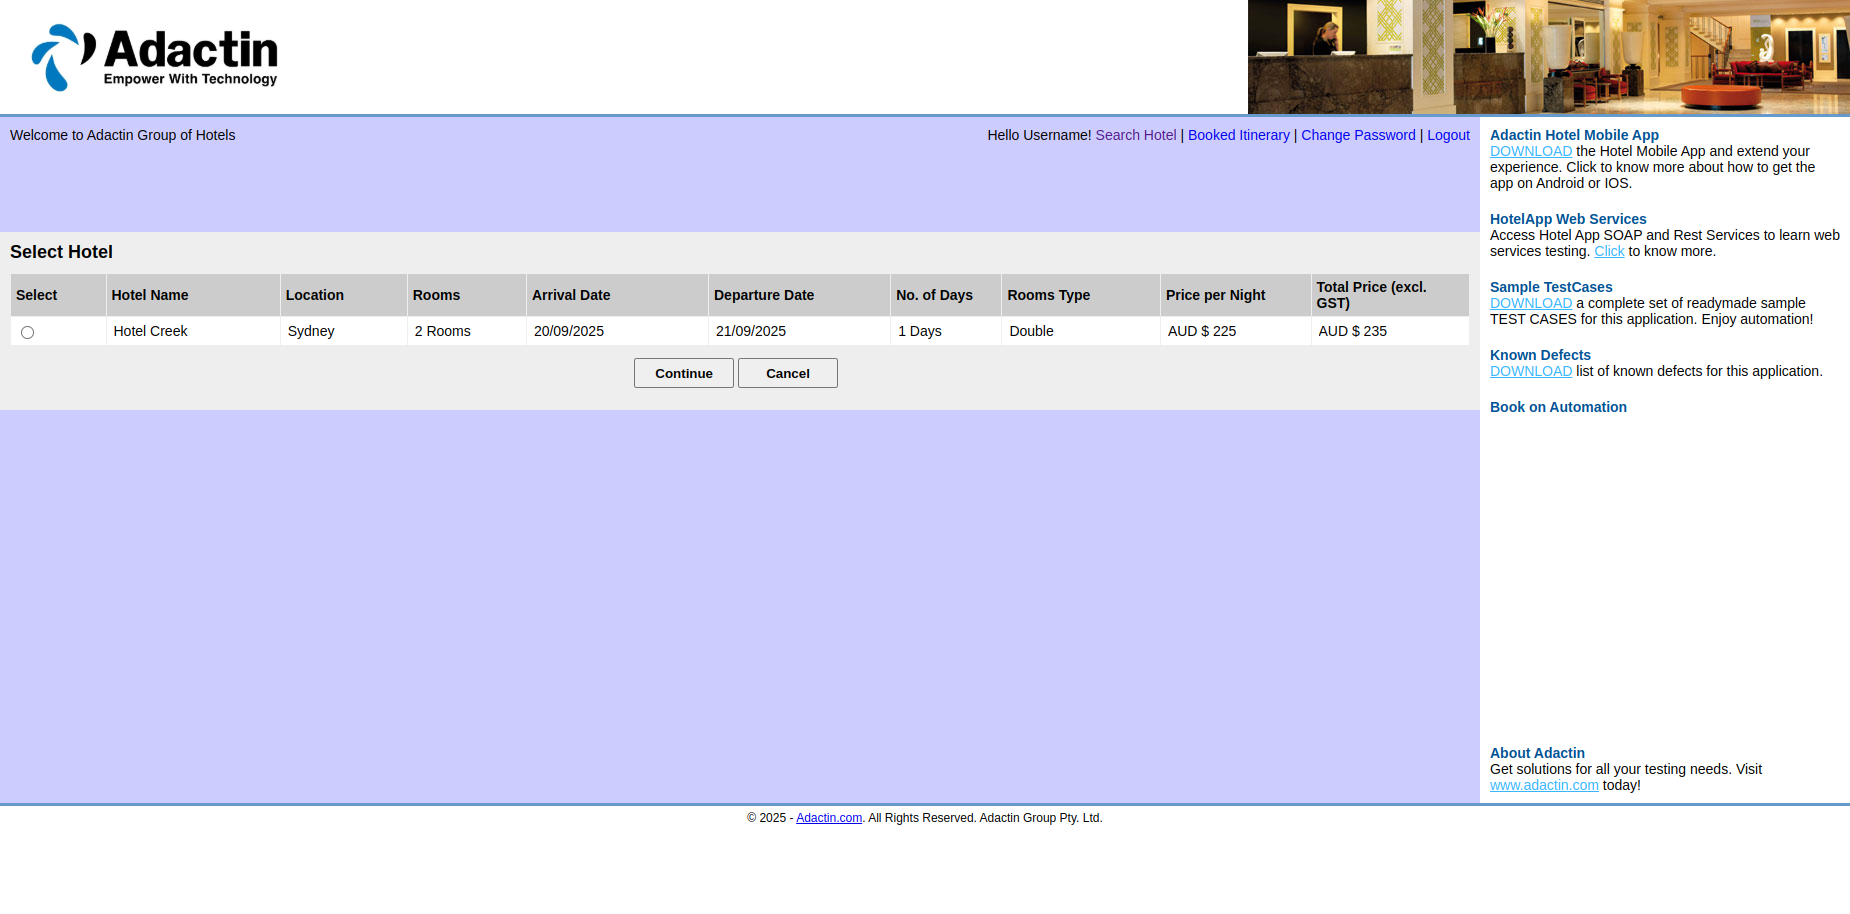 Adactin
Empower With Technology
Welcome to Adactin Group of Hotels
Hello Username! Search Hotel | Booked Itinerary | Change Password | Logout
Select Hotel
Select Hotel Name Location Rooms Arrival Date Departure Date No. of Days Rooms Type Price per Night Total Price (excl. GST)
Hotel Creek Sydney 2 Rooms 20/09/2025 21/09/2025 1 Days Double AUD $ 225 AUD $ 235
Continue Cancel
Adactin Hotel Mobile App
DOWNLOAD the Hotel Mobile App and extend your
experience. Click to know more about how to get the
app on Android or IOS.
HotelApp Web Services
Access Hotel App SOAP and Rest Services to learn web
services testing. Click to know more.
Sample TestCases
DOWNLOAD a complete set of readymade sample
TEST CASES for this application. Enjoy automation!
Known Defects
DOWNLOAD list of known defects for this application.
Book on Automation
About Adactin
Get solutions for all your testing needs. Visit
www.adactin.com today!
© 2025 - Adactin.com. All Rights Reserved. Adactin Group Pty. Ltd.